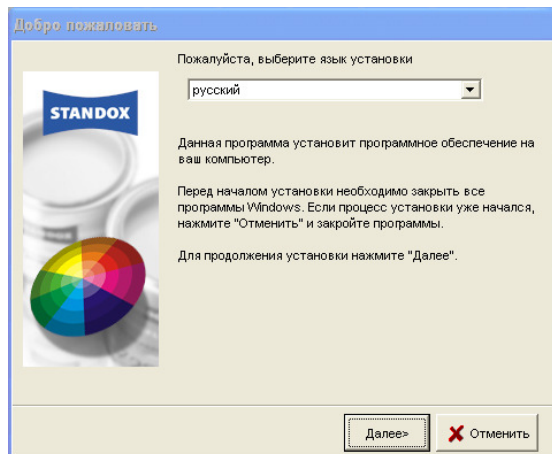 Добро пожаловать
Пожалуйста, выберите язык установки
русский
STANDOX
Данная программа установит программное обеспечение на
ваш компьютер.
Перед началом установки необходимо закрыть все
программы Windows. Если процесс установки уже начался,
нажмите "Отменить" и закройте программы.
Для продолжения установки нажмите "Далее".
Далее>
Отменить